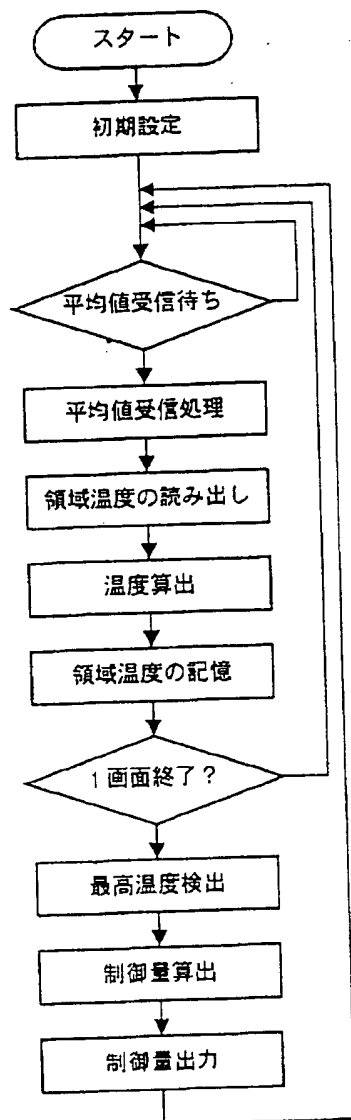 スタート
初期設定
平均値受信待ち
平均値受信処理
領域温度の読み出し
温度算出
領域温度の記憶
1画面終了?
最高温度検出
制御量算出
制御量出力